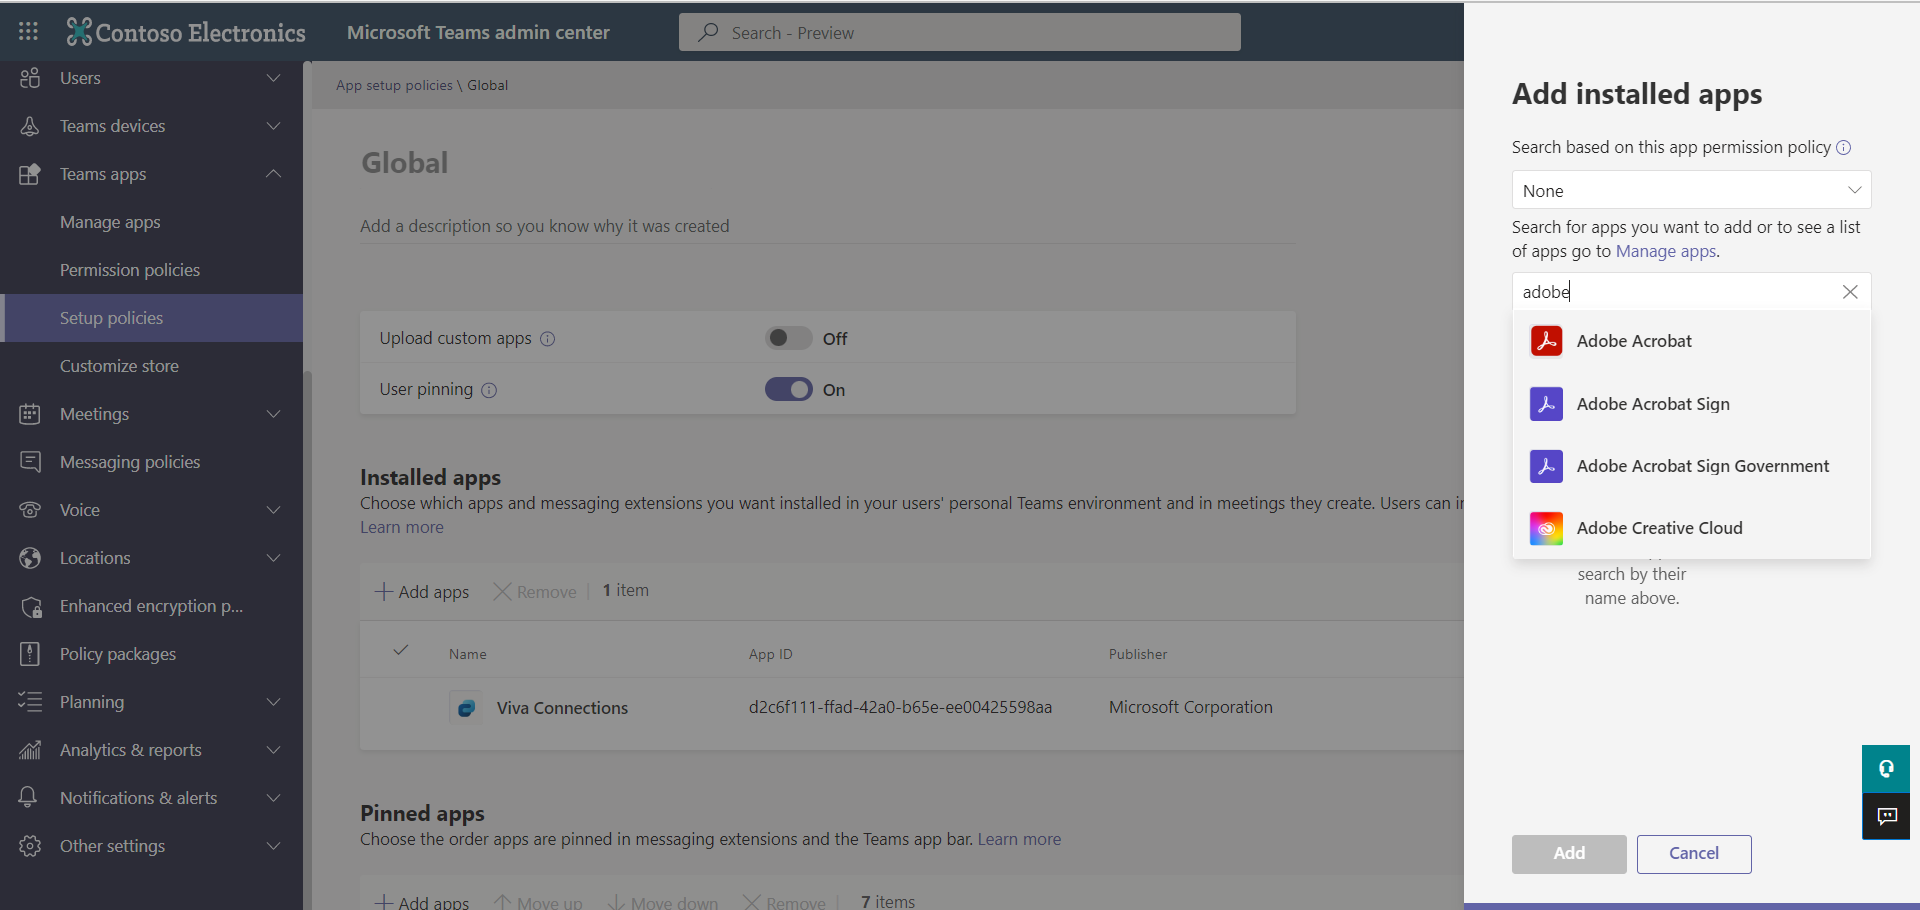 Contoso Electronics
Microsoft Teams admin center
Search - Preview
Users
Teams devices
Teams apps
Manage apps
Permission policies
Setup policies
Customize store
Meetings
Messaging policies
Voice
Locations
Enhanced encryption p...
Policy packages
Planning
Analytics & reports
Notifications & alerts
Other settings
App setup policies \ Global
Global
Add a description so you know why it was created
Upload custom apps Off
User pinning On
Installed apps
Choose which apps and messaging extensions you want installed in your users' personal Teams environment and in meetings they create. Users can
Learn more
Add apps Remove 1 item
Name App ID Publisher
Viva Connections d2c6f111-ffad-42a0-b65e-ee00425598aa Microsoft Corporation
Pinned apps
Choose the order apps are pinned in messaging extensions and the Teams app bar. Learn more
Add apps Move up Move down Remove 7 items
Add installed apps
Search based on this app permission policy
None
Search for apps you want to add or to see a list
of apps go to Manage apps.
adobe
Adobe Acrobat
Adobe Acrobat Sign
Adobe Acrobat Sign Government
Adobe Creative Cloud
search by their
name above.
Add Cancel